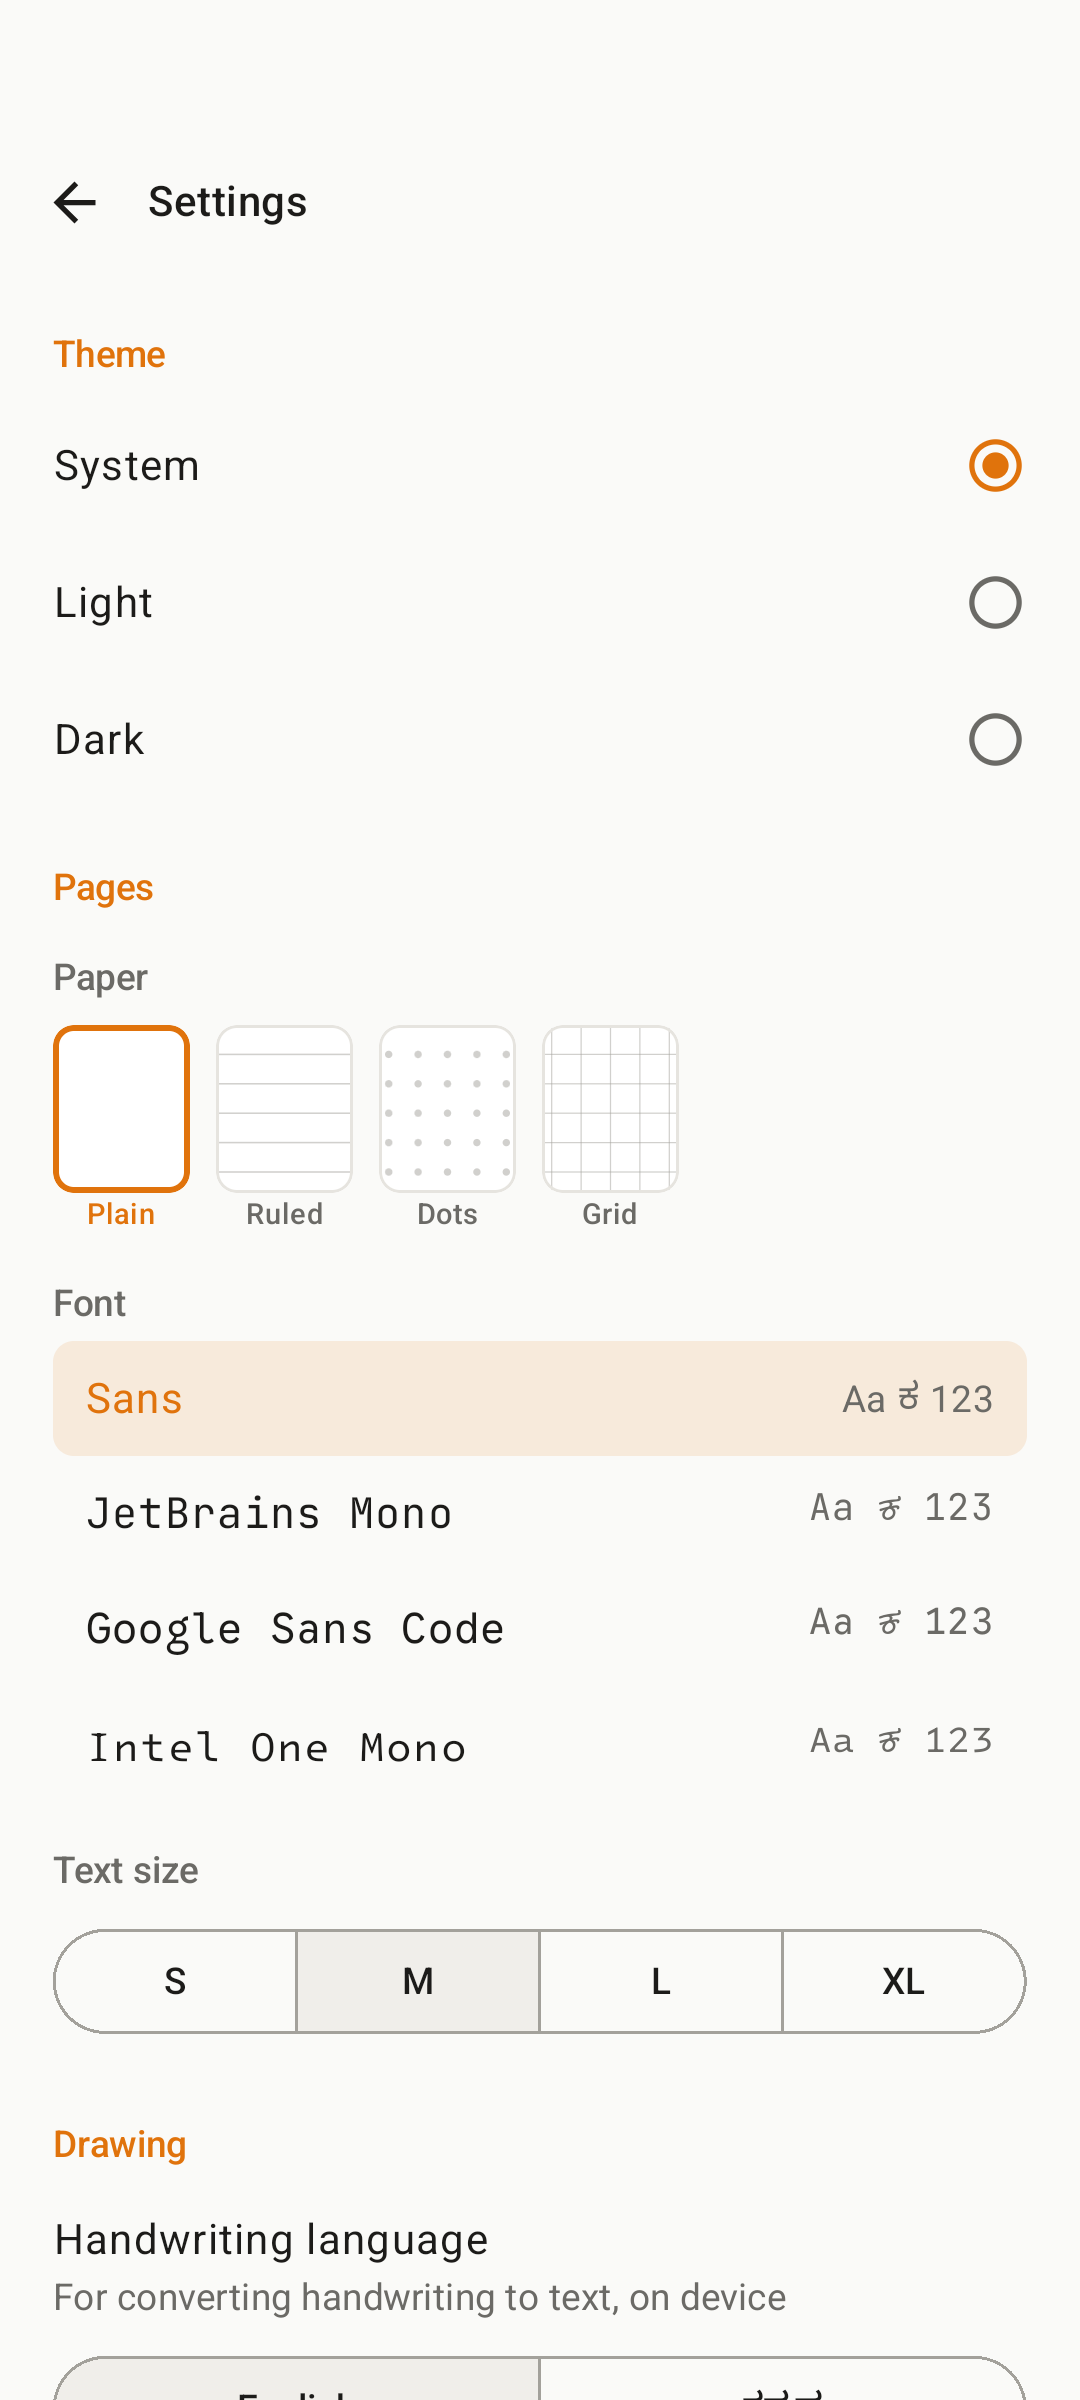 Settings
Theme
System
Light
Dark
Pages
Paper
Plain Ruled Dots Grid
Font
Sans Aa ಕ 123
JetBrains Mono Aa ಕ 123
Google Sans Code Aa ಕ 123
Intel One Mono Aa ಕ 123
Text size
S M L XL
Drawing
Handwriting language
For converting handwriting to text, on device